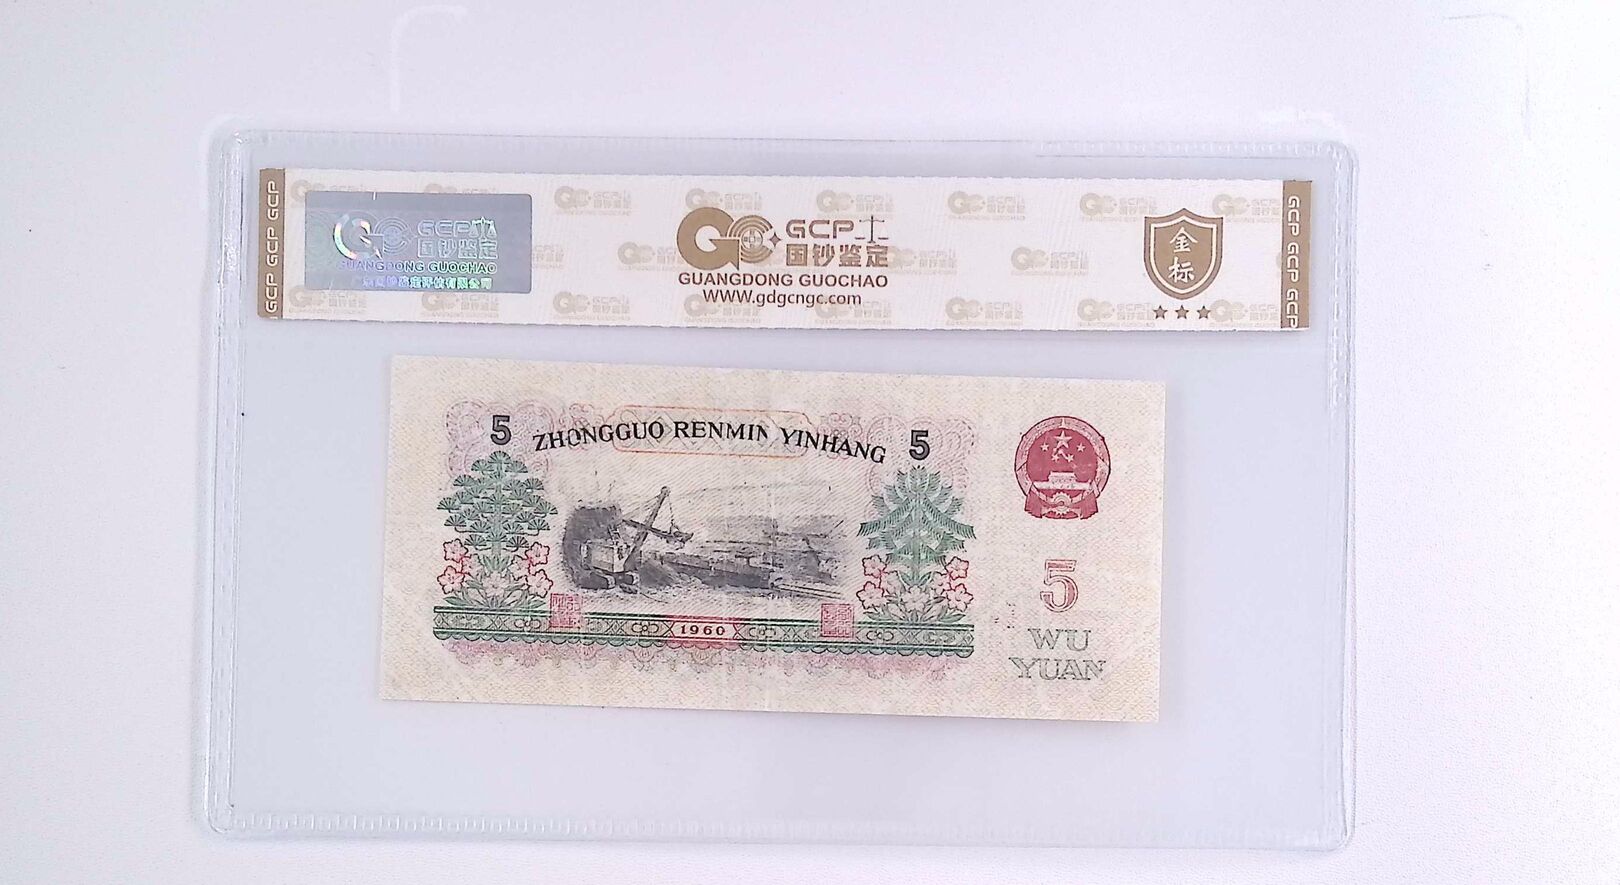 GCP GCP GCP
GCP
国钞鉴定
GUANGDONG GUOCHAO
GCP
国钞鉴定
GUANGDONG GUOCHAO
www.gdgcngc.com
金标
GCP GCP GCP
5
ZHONGGUO RENMIN YINHANG
5
1960
5
WU
YUAN